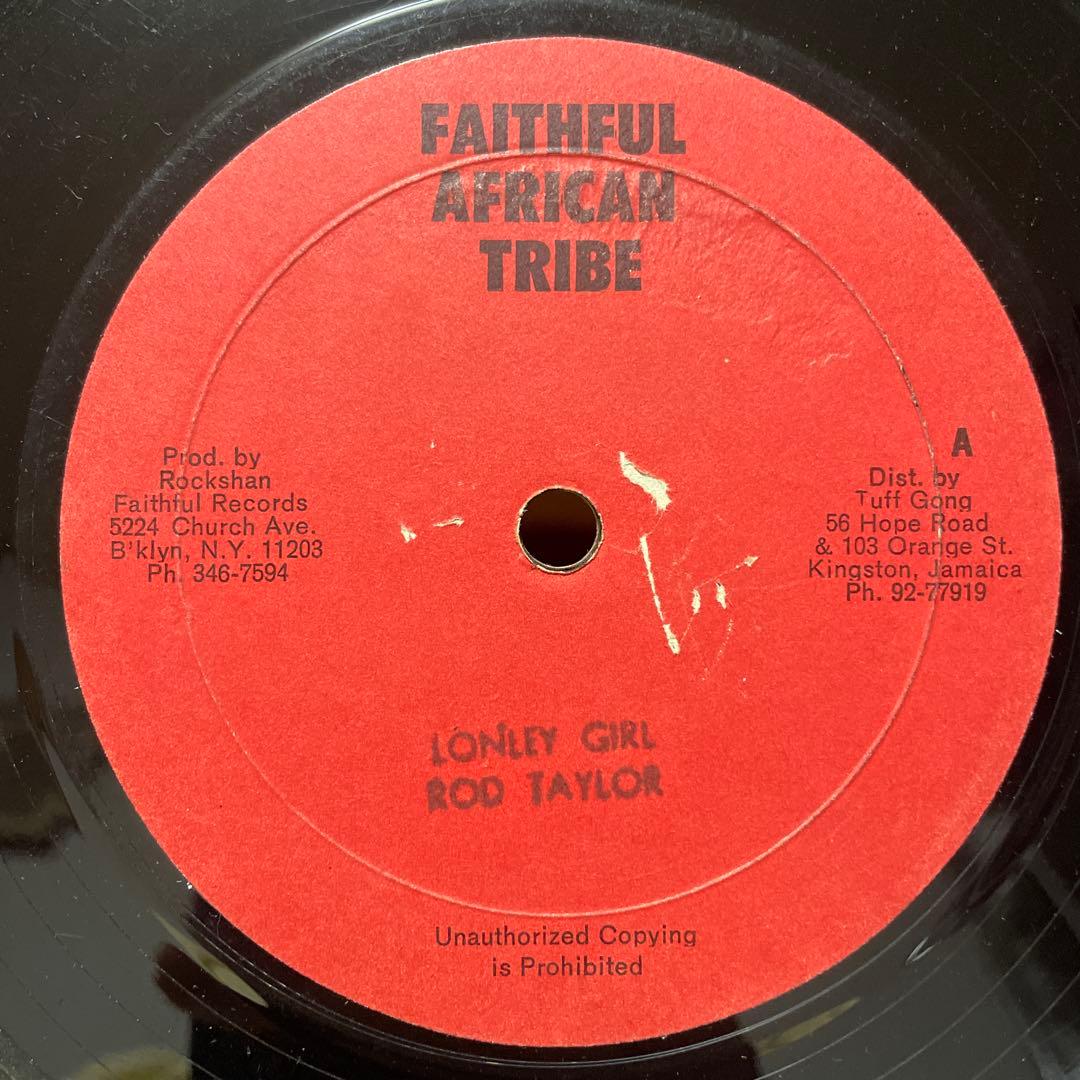 FAITHFUL
AFRICAN
TRIBE
Prod. by
Rockshan
Faithful Records
5224 Church Ave.
B'klyn, N.Y. 11203
Ph. 346-7594
A
Dist. by
Tuff Gong
56 Hope Road
& 103 Orange St.
Kingston, Jamaica
Ph. 92-77919
LONLEY GIRL
ROD TAYLOR
Unauthorized Copying
is Prohibited